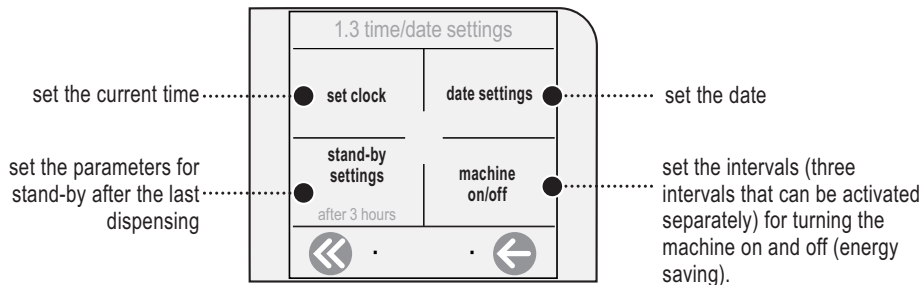 1.3 time/date settings
set the current time
set clock
date settings
set the date
set the parameters for
stand-by after the last
dispensing
stand-by
settings
after 3 hours
machine
on/off
set the intervals (three
intervals that can be activated
separately) for turning the
machine on and off (energy
saving).